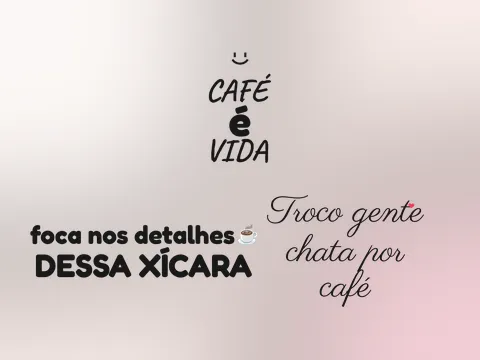 CAFÉ
é
VIDA
foca nos detalhes
DESSA XÍCARA
Troco gente
chata por
café